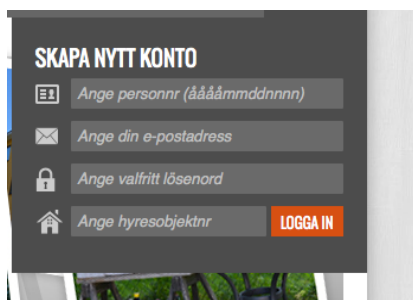 SKAPA NYTT KONTO
Ange personnr (ååååmmddnnnn)
Ange din e-postadress
Ange valfritt lösenord
Ange hyresobjektnr
LOGGA IN